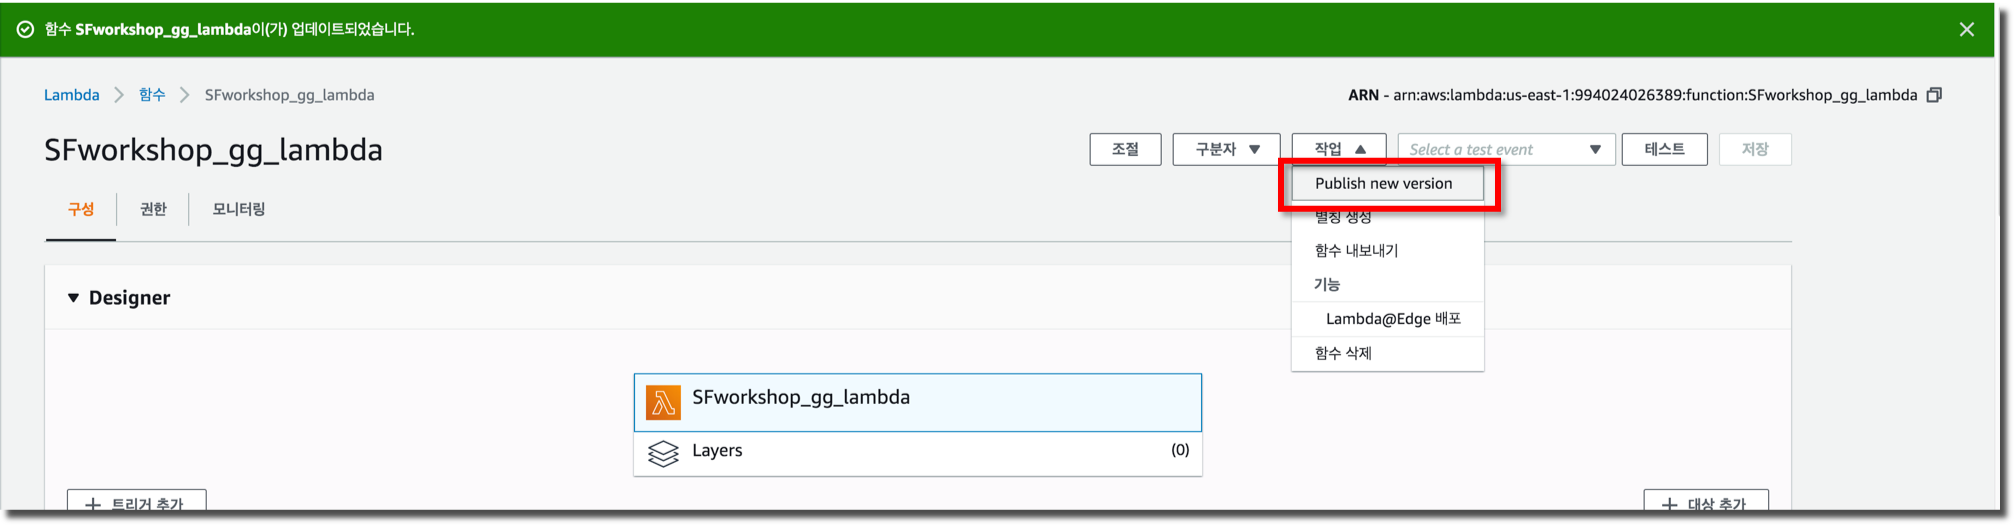 함수 SFworkshop_gg_lambda이(가) 업데이트되었습니다.
Lambda 함수 SFworkshop_gg_lambda
ARN - arn:aws:lambda:us-east-1:994024026389:function:SFworkshop_gg_lambda
SFworkshop_gg_lambda
조절 구분자 작업 Select a test event 테스트 저장
Publish new version
별칭 생성
함수 내보내기
기능
Lambda@Edge 배포
함수 삭제
구성 권한 모니터링
Designer
SFworkshop_gg_lambda
Layers (0)
+ 트리거 추가
+ 대상 추가